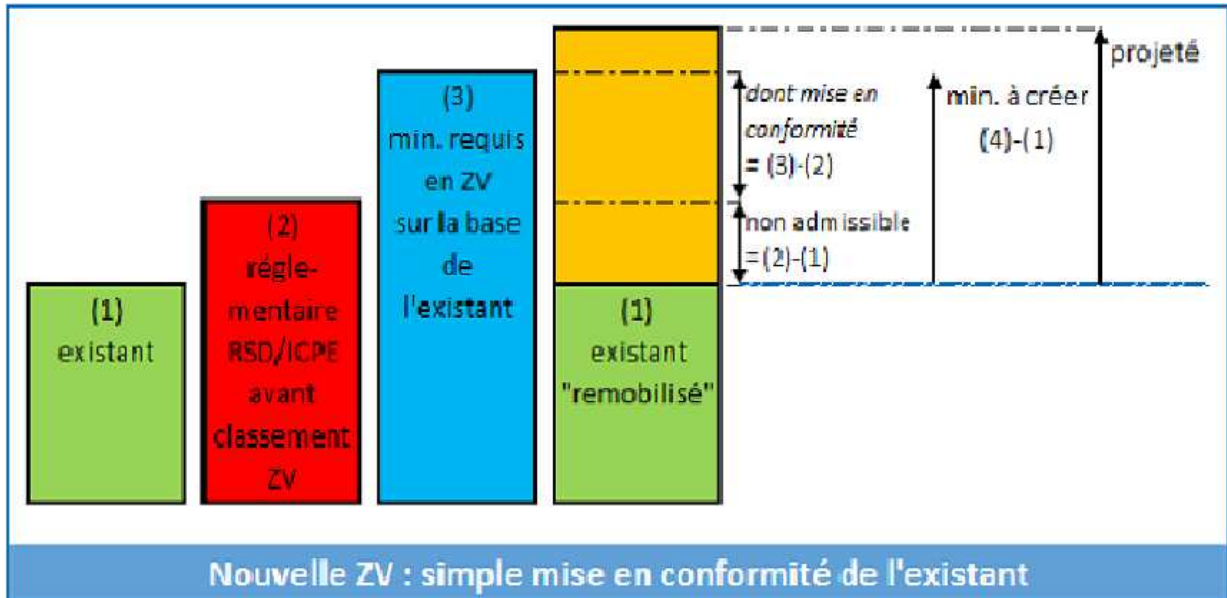 (1)
existant
(2)
régle-
mentaire
RSD/ICPE
avant
classement
ZV
(3)
min. requis
en ZV
sur la base
de
l'existant
(1)
existant
"remobilisé"
dont mise en
conformité
= (3)-(2)
non admissible
= (2)-(1)
min. à créer
(4)-(1)
projeté
Nouvelle ZV : simple mise en conformité de l'existant